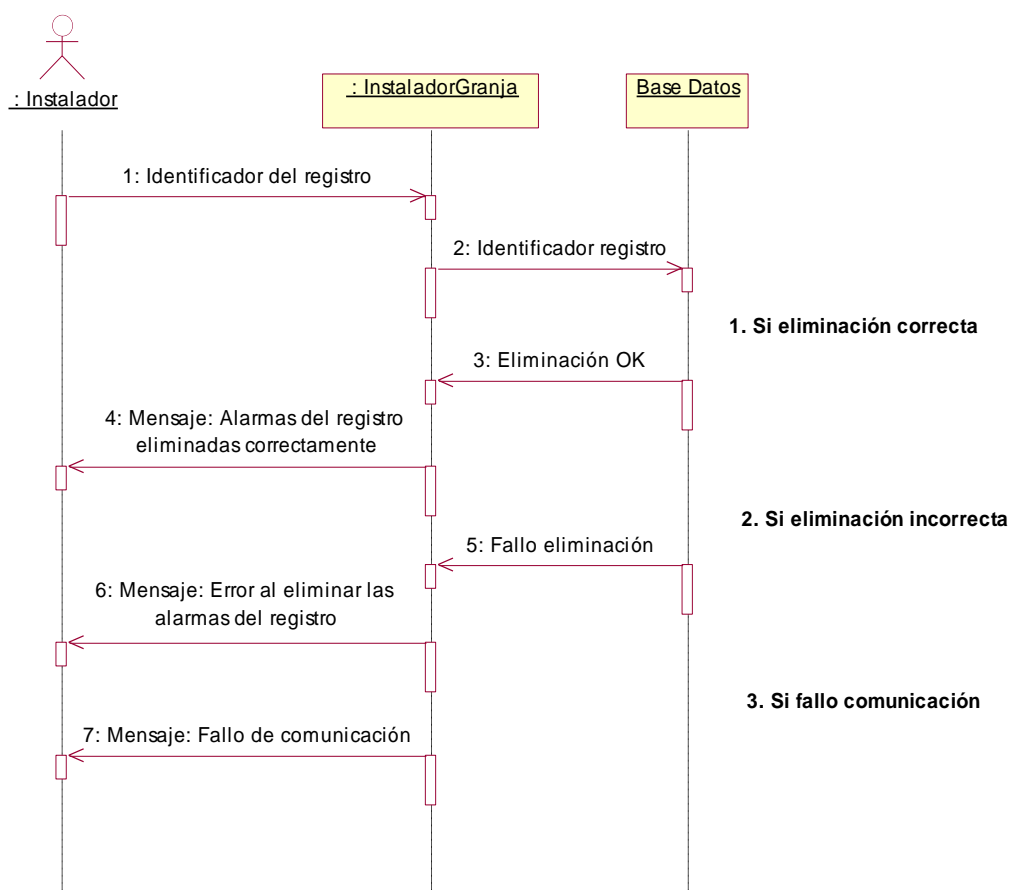 : Instalador
: InstaladorGranja
Base Datos
1: Identificador del registro
2: Identificador registro
1. Si eliminación correcta
3: Eliminación OK
4: Mensaje: Alarmas del registro
eliminadas correctamente
2. Si eliminación incorrecta
5: Fallo eliminación
6: Mensaje: Error al eliminar las
alarmas del registro
3. Si fallo comunicación
7: Mensaje: Fallo de comunicación